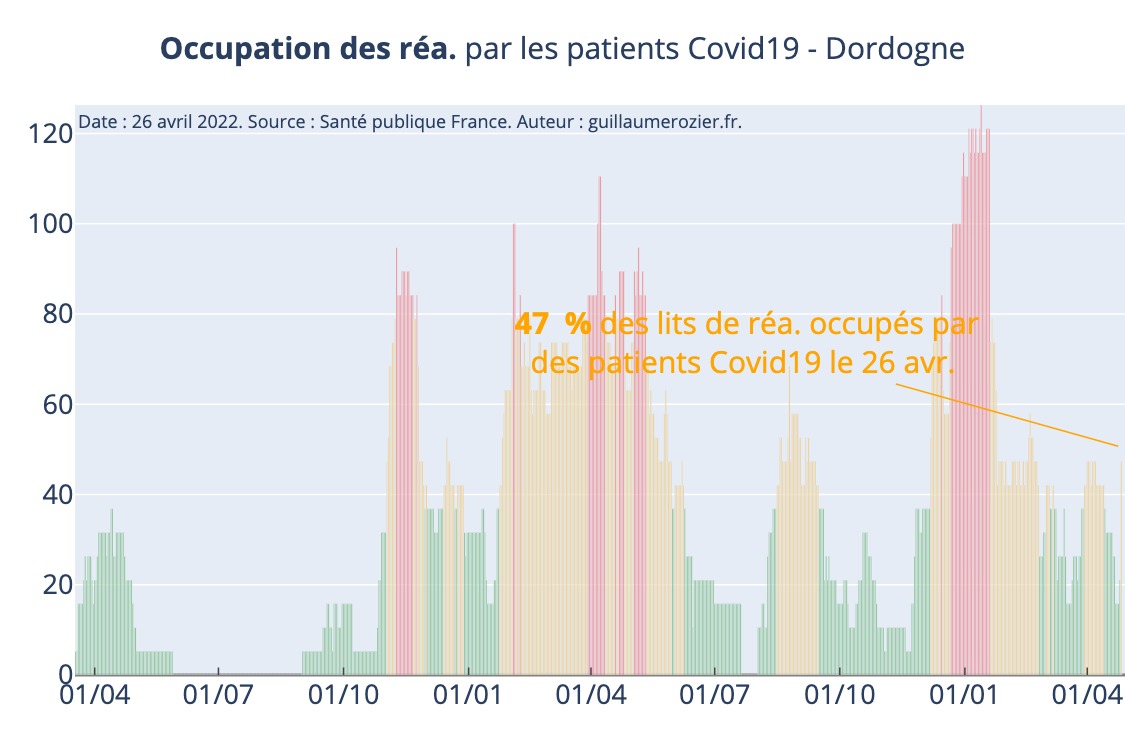 Occupation des réa. par les patients Covid19 - Dordogne
Date : 26 avril 2022. Source : Santé publique France. Auteur : guillaumerozier.fr.
120
100
80
60
40
20
0
47 % des lits de réa. occupés par
des patients Covid19 le 26 avr.
01/04 01/07 01/10 01/01 01/04 01/07 01/10 01/01 01/04